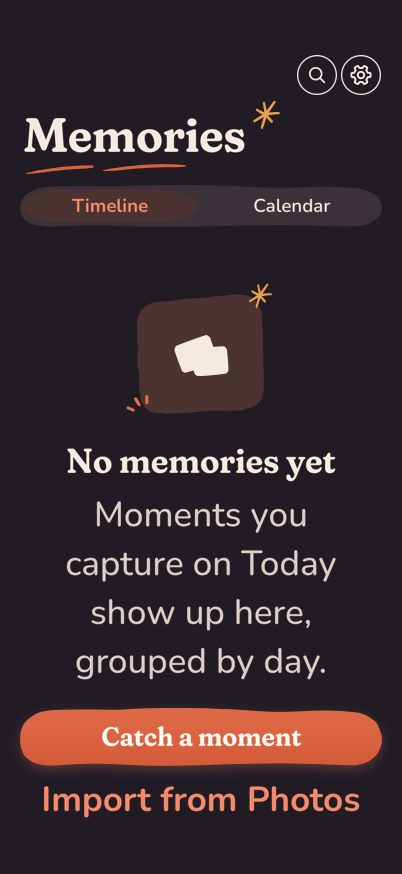 Memories
Timeline
Calendar
No memories yet
Moments you
capture on Today
show up here,
grouped by day.
Catch a moment
Import from Photos